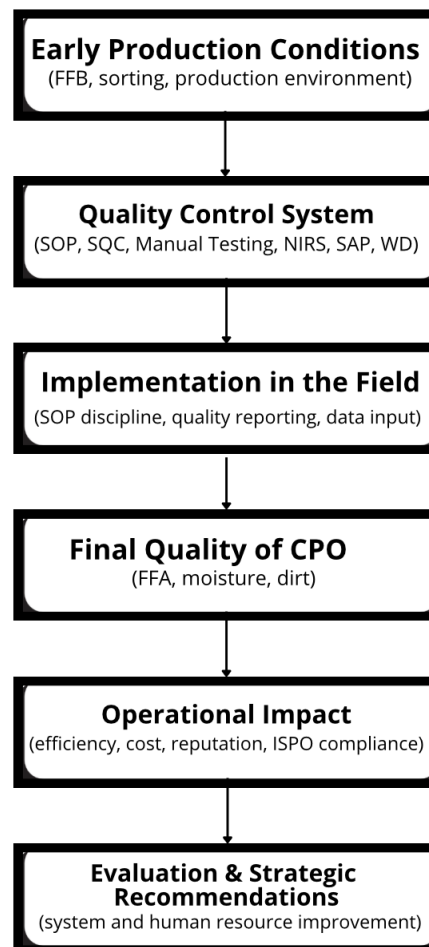 Early Production Conditions
(FFB, sorting, production environment)
Quality Control System
(SOP, SQC, Manual Testing, NIRS, SAP, WD)
Implementation in the Field
(SOP discipline, quality reporting, data input)
Final Quality of CPO
(FFA, moisture, dirt)
Operational Impact
(efficiency, cost, reputation, ISPO compliance)
Evaluation & Strategic
Recommendations
(system and human resource improvement)